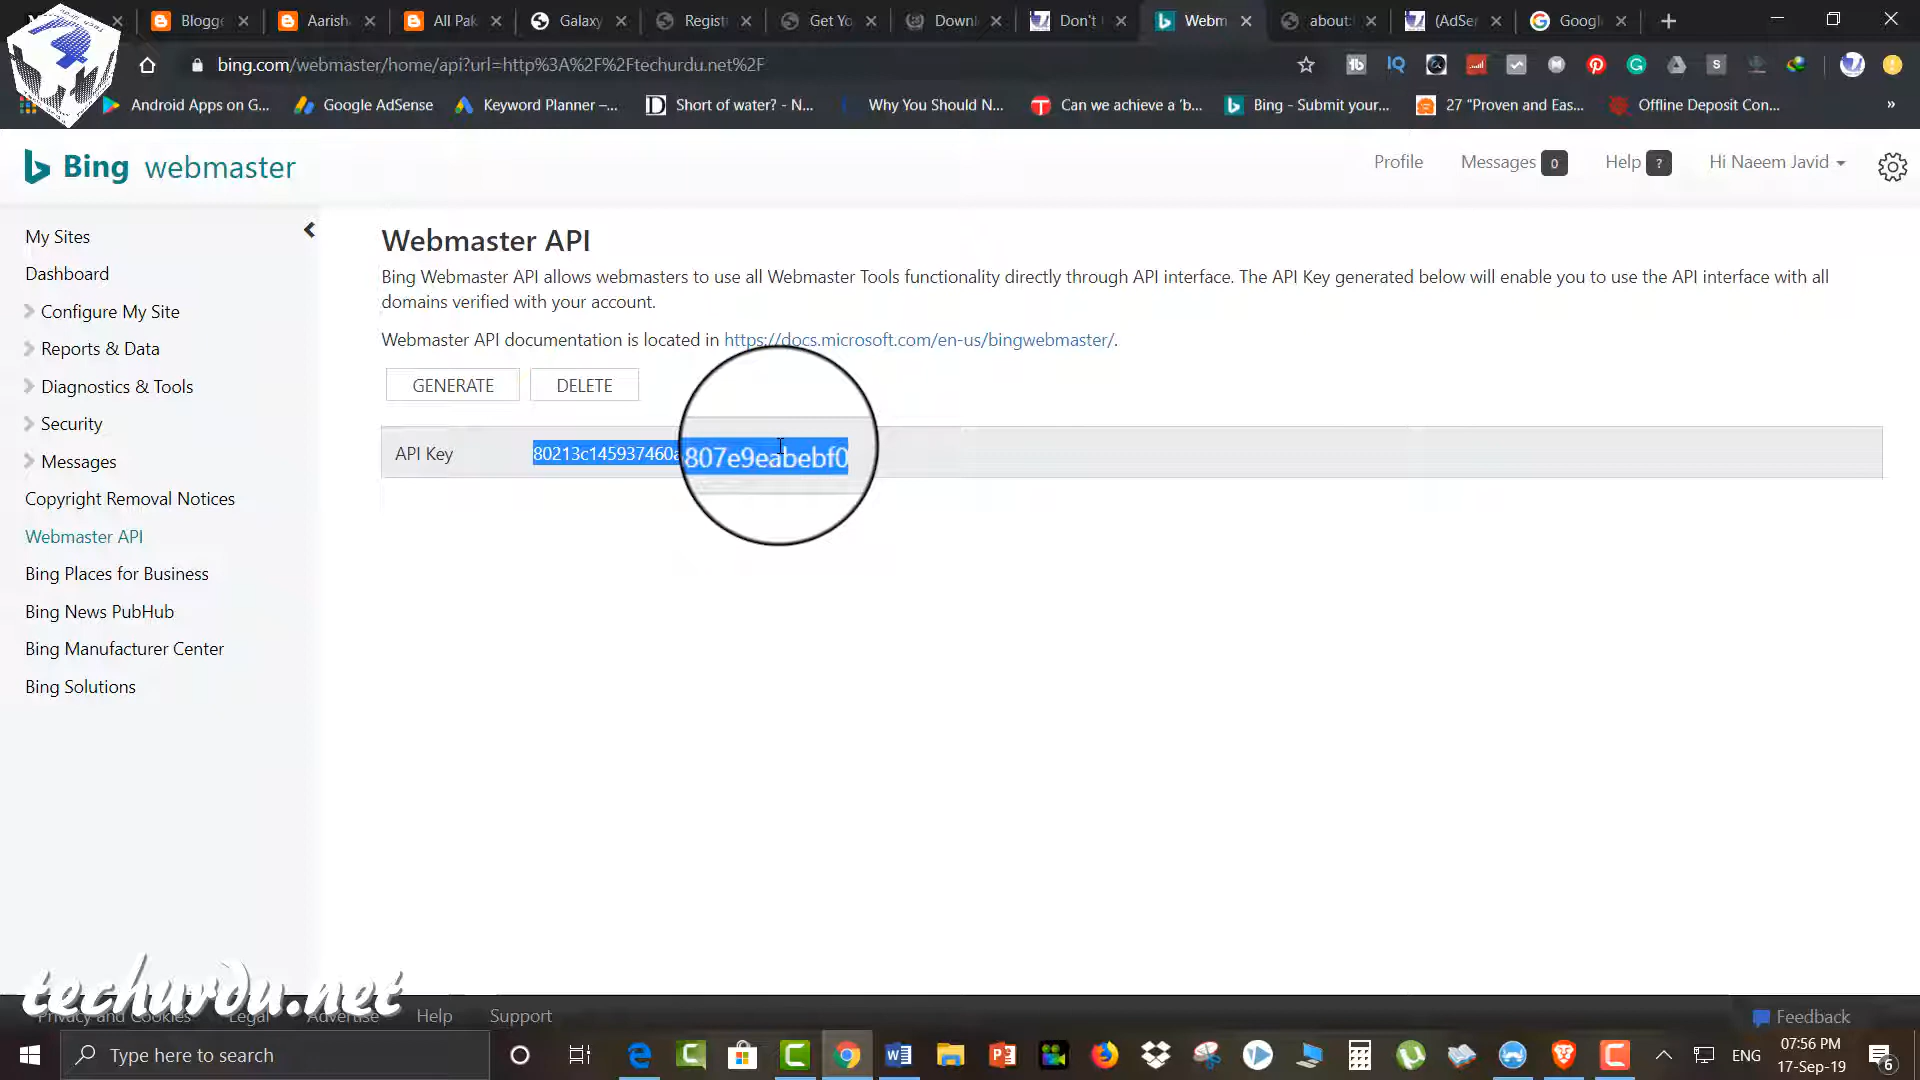 Blogge
Aarish
All Pak
Galaxy
Regist
Get Yo
Downl
Don't
Webm
about:
(AdSer
Googl
bing.com/webmaster/home/api?url=http%3A%2F%2Ftechurdu.net%2F
Android Apps on G...
Google AdSense
Keyword Planner –...
Short of water? - N...
Why You Should N...
Can we achieve a 'b...
Bing - Submit your...
27 "Proven and Eas...
Offline Deposit Con...
»
Bing webmaster
Profile
Messages 0
Help ?
Hi Naeem Javid
My Sites
Dashboard
Configure My Site
Reports & Data
Diagnostics & Tools
Security
Messages
Copyright Removal Notices
Webmaster API
Bing Places for Business
Bing News PubHub
Bing Manufacturer Center
Bing Solutions
Webmaster API
Bing Webmaster API allows webmasters to use all Webmaster Tools functionality directly through API interface. The API Key generated below will enable you to use the API interface with all
domains verified with your account.
Webmaster API documentation is located in https://docs.microsoft.com/en-us/bingwebmaster/.
GENERATE
DELETE
API Key 80213c145937460a 807e9eabebf0
techurdu.net
Privacy and Cookies
Legal
Advertise
Help
Support
Feedback
Type here to search
ENG
07:56 PM
17-Sep-19
6